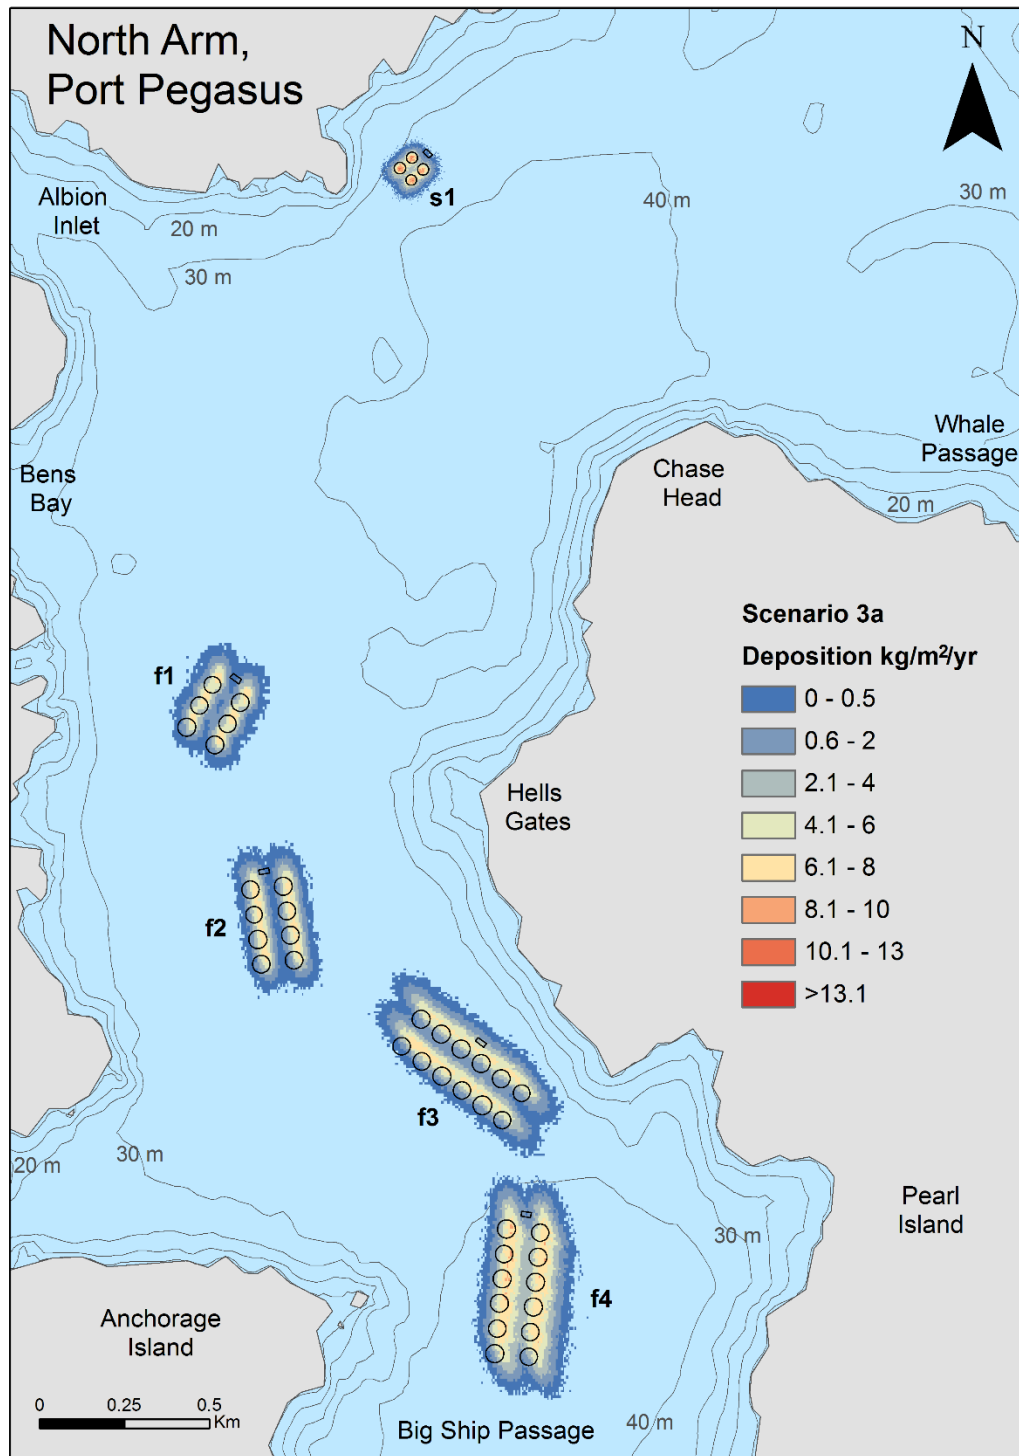 North Arm,
Port Pegasus
N
s1
Albion
Inlet
20 m
30 m
40 m
30 m
Whale
Passage
Chase
Head
20 m
Bens
Bay
Scenario 3a
Deposition kg/m²/yr
0 - 0.5
0.6 - 2
2.1 - 4
4.1 - 6
6.1 - 8
8.1 - 10
10.1 - 13
>13.1
f1
Hells
Gates
f2
f3
20 m
30 m
Pearl
Island
30 m
f4
Anchorage
Island
0 0.25 0.5
Km
Big Ship Passage
40 m